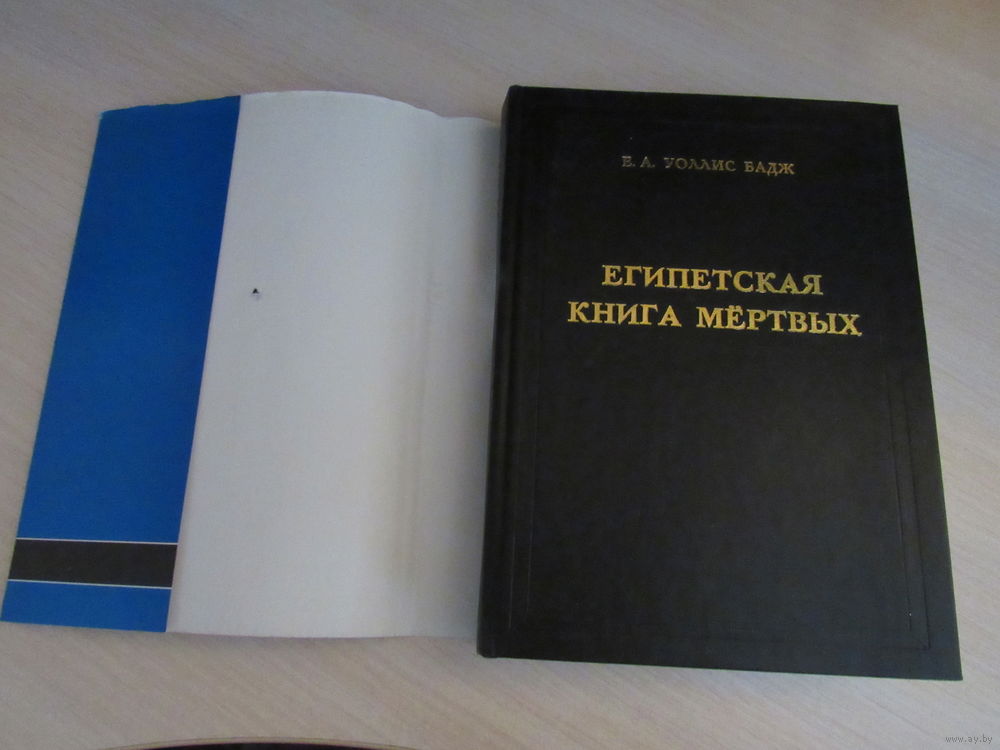 Е. А. УОЛЛИС БАДЖ
ЕГИПЕТСКАЯ
КНИГА МЁРТВЫХ
www.ay.by